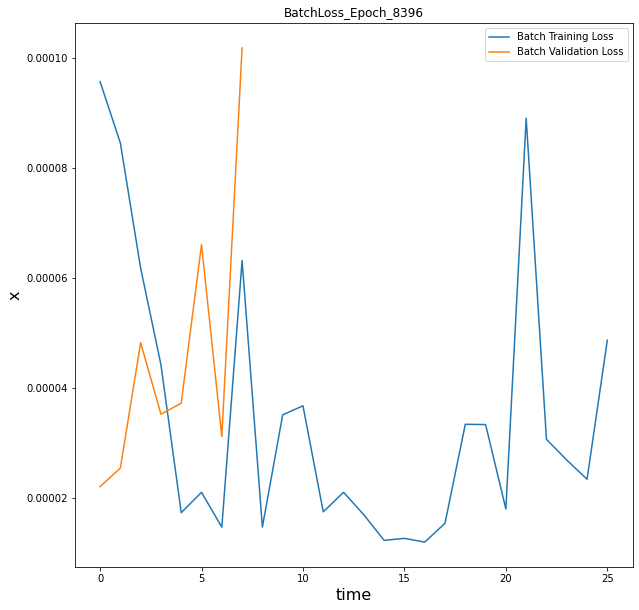 BatchLoss_Epoch_8396
Batch Training Loss
Batch Validation Loss
0.00010
0.00008
0.00006
0.00004
0.00002
x
0 5 10 15 20 25
time